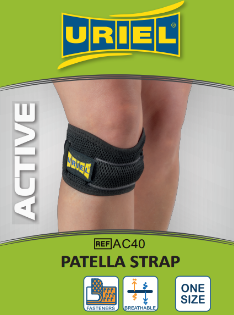 URIEL®
ACTIVE
URIEL
REF AC40
PATELLA STRAP
FASTENERS
BREATHABLE
ONE
SIZE